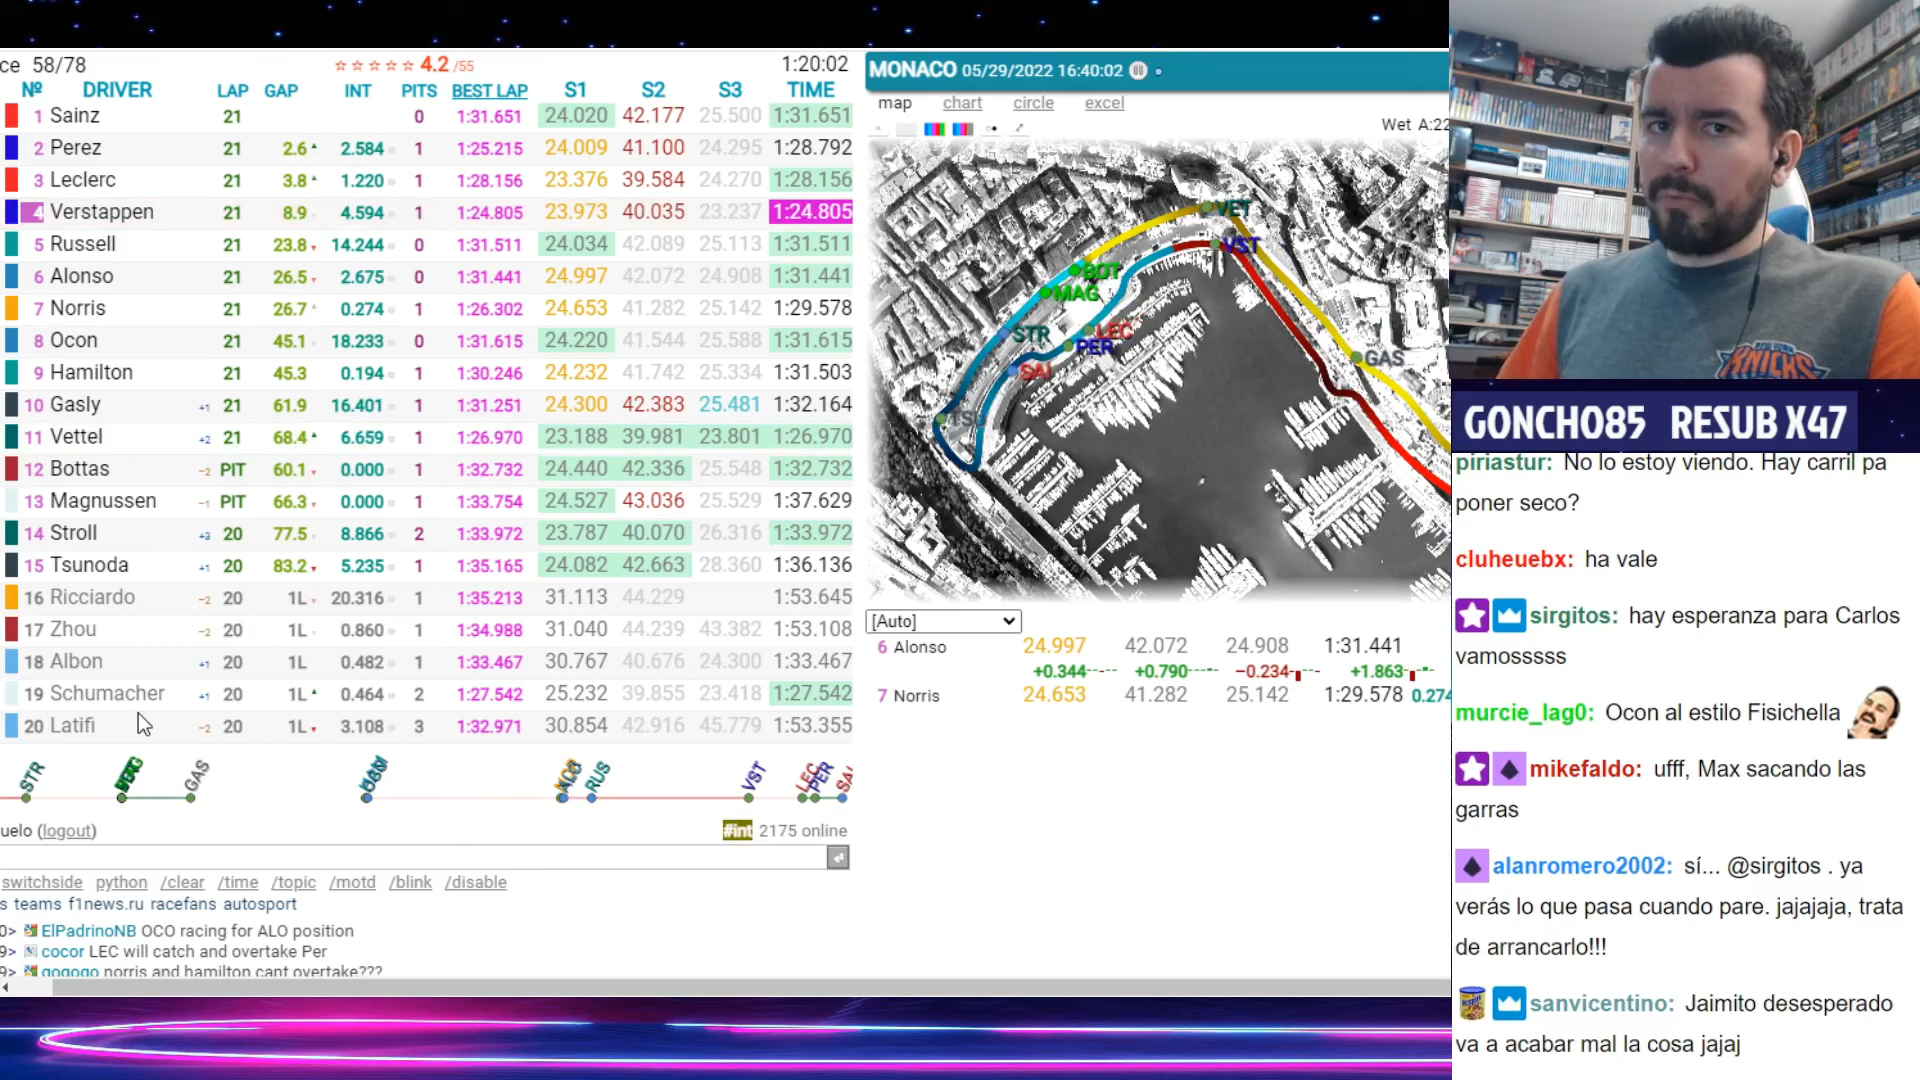 ce 58/78 4.2 /55 1:20:02
Nº DRIVER LAP GAP INT PITS BEST LAP S1 S2 S3 TIME
1 Sainz 21 0 1:31.651 24.020 42.177 25.500 1:31.651
2 Perez 21 2.6 2.584 1 1:25.215 24.009 41.100 24.295 1:28.792
3 Leclerc 21 3.8 1.220 1 1:28.156 23.376 39.584 24.270 1:28.156
4 Verstappen 21 8.9 4.594 1 1:24.805 23.973 40.035 23.237 1:24.805
5 Russell 21 23.8 14.244 0 1:31.511 24.034 42.089 25.113 1:31.511
6 Alonso 21 26.5 2.675 0 1:31.441 24.997 42.072 24.908 1:31.441
7 Norris 21 26.7 0.274 1 1:26.302 24.653 41.282 25.142 1:29.578
8 Ocon 21 45.1 18.233 0 1:31.615 24.220 41.544 25.588 1:31.615
9 Hamilton 21 45.3 0.194 1 1:30.246 24.232 41.742 25.334 1:31.503
10 Gasly +1 21 61.9 16.401 1 1:31.251 24.300 42.383 25.481 1:32.164
11 Vettel +2 21 68.4 6.659 1 1:26.970 23.188 39.981 23.801 1:26.970
12 Bottas −2 PIT 60.1 0.000 1 1:32.732 24.440 42.336 25.548 1:32.732
13 Magnussen −1 PIT 66.3 0.000 1 1:33.754 24.527 43.036 25.529 1:37.629
14 Stroll +3 20 77.5 8.866 2 1:33.972 23.787 40.070 26.316 1:33.972
15 Tsunoda +1 20 83.2 5.235 1 1:35.165 24.082 42.663 28.360 1:36.136
16 Ricciardo −2 20 1L 20.316 1 1:35.213 31.113 44.229 1:53.645
17 Zhou −2 20 1L 0.860 1 1:34.988 31.040 44.229 43.382 1:53.108
18 Albon +1 20 1L 0.482 1 1:33.467 30.767 40.676 24.300 1:33.467
19 Schumacher +1 20 1L 0.464 2 1:27.542 25.232 39.855 23.418 1:27.542
20 Latifi −2 20 1L 3.108 3 1:32.971 30.854 42.916 45.779 1:53.355
STR GAS RUS VST LEC PER SAI
uelo (logout) #int 2175 online
switchside python /clear /time /topic /motd /blink /disable
s teams f1news.ru racefans autosport
0> ElPadrinoNB OCO racing for ALO position
9> cocor LEC will catch and overtake Per
9> gogogo norris and hamilton cant overtake???
MONACO 05/29/2022 16:40:02
map chart circle excel
Wet A:22
VET
VST
BOT
MAG
STR
LEC
PER
GAS
SAI
[Auto]
6 Alonso 24.997 42.072 24.908 1:31.441
+0.344 +0.790 −0.234 +1.863
7 Norris 24.653 41.282 25.142 1:29.578 0.274
KNICKS
GONCHO85 RESUB X47
piriastur: No lo estoy viendo. Hay carril pa
poner seco?
cluheuebx: ha vale
sirgitos: hay esperanza para Carlos
vamosssss
murcie_lag0: Ocon al estilo Fisichella
mikefaldo: ufff, Max sacando las
garras
alanromero2002: sí... @sirgitos . ya
verás lo que pasa cuando pare. jajajaja, trata
de arrancarlo!!!
sanvicentino: Jaimito desesperado
va a acabar mal la cosa jajaj